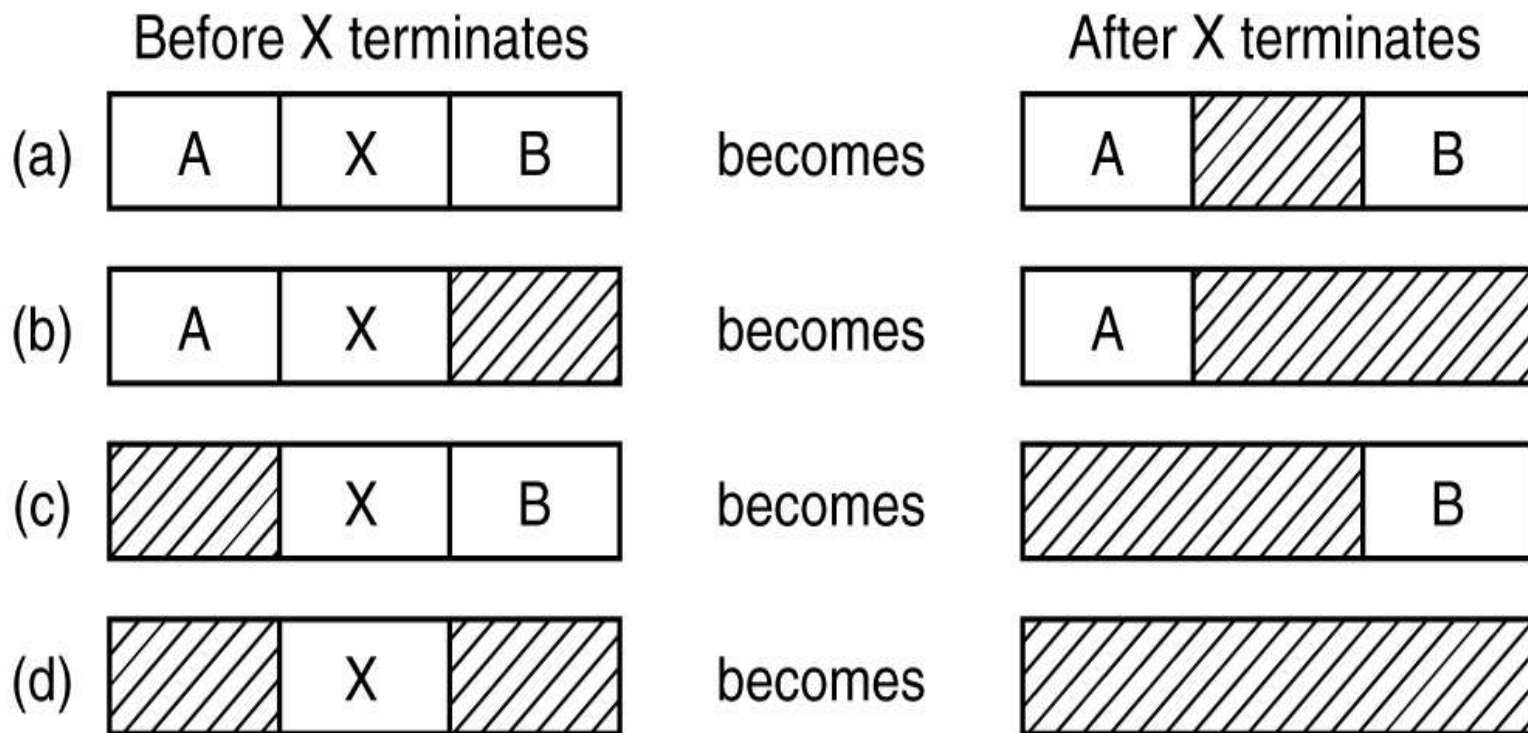 Before X terminates After X terminates
(a) A X B becomes A B
(b) A X becomes A
(c) X B becomes B
(d) X becomes